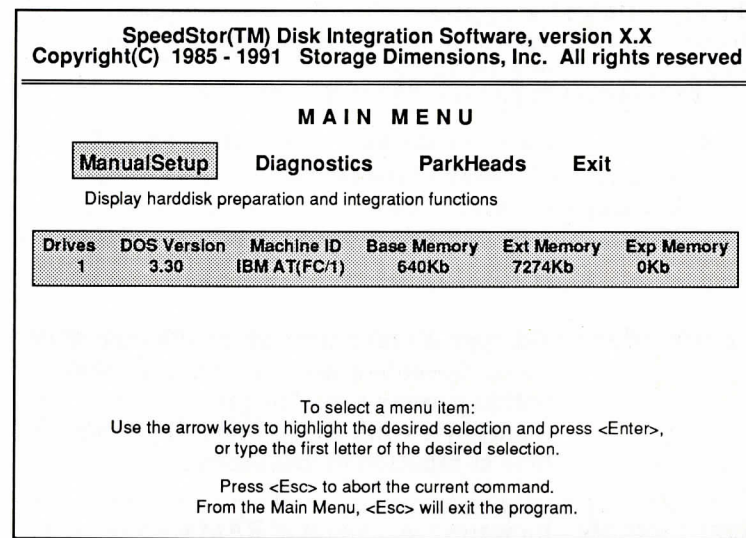 SpeedStor(TM) Disk Integration Software, version X.X
Copyright(C) 1985 - 1991 Storage Dimensions, Inc. All rights reserved
MAIN MENU
ManualSetup Diagnostics ParkHeads Exit
Display harddisk preparation and integration functions
Drives DOS Version Machine ID Base Memory Ext Memory Exp Memory
1 3.30 IBM AT(FC/1) 640Kb 7274Kb 0Kb
To select a menu item:
Use the arrow keys to highlight the desired selection and press <Enter>,
or type the first letter of the desired selection.
Press <Esc> to abort the current command.
From the Main Menu, <Esc> will exit the program.